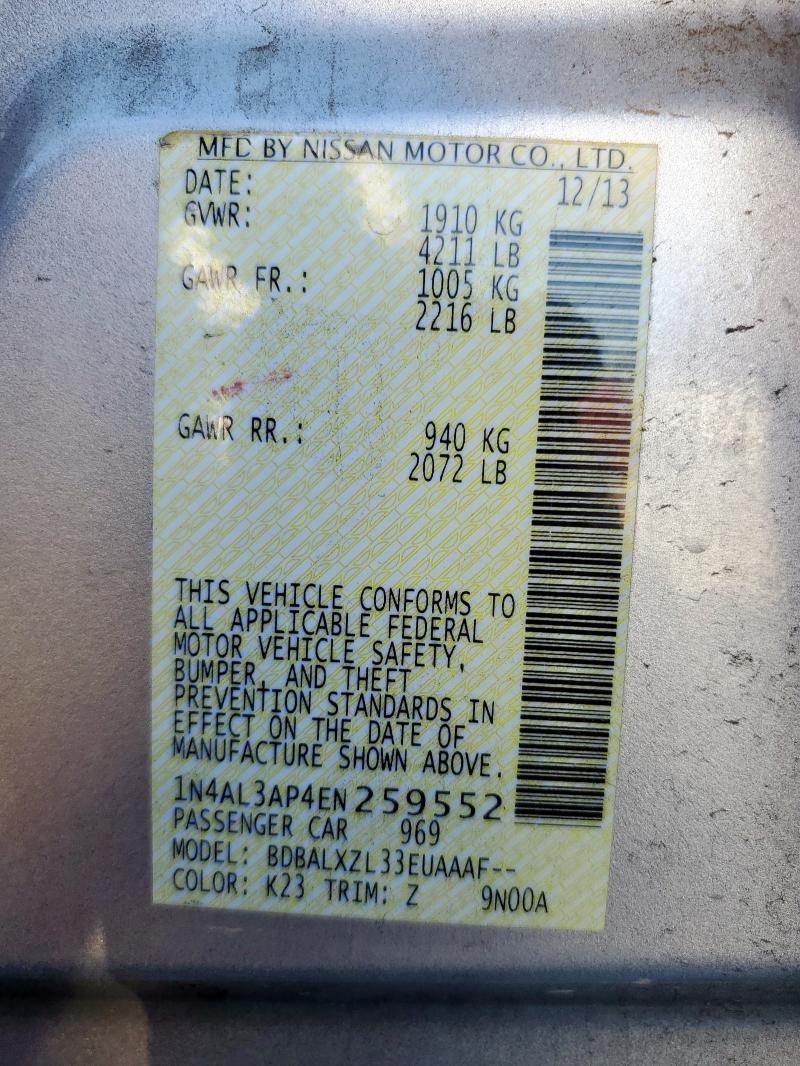 MFD BY NISSAN MOTOR CO., LTD.
DATE: 12/13
GVWR: 1910 KG
4211 LB
GAWR FR.: 1005 KG
2216 LB
GAWR RR.: 940 KG
2072 LB
THIS VEHICLE CONFORMS TO
ALL APPLICABLE FEDERAL
MOTOR VEHICLE SAFETY,
BUMPER, AND THEFT
PREVENTION STANDARDS IN
EFFECT ON THE DATE OF
MANUFACTURE SHOWN ABOVE.
1N4AL3AP4EN259552
PASSENGER CAR 969
MODEL: BDBALXZL33EUAAAF--
COLOR: K23 TRIM: Z 9N00A